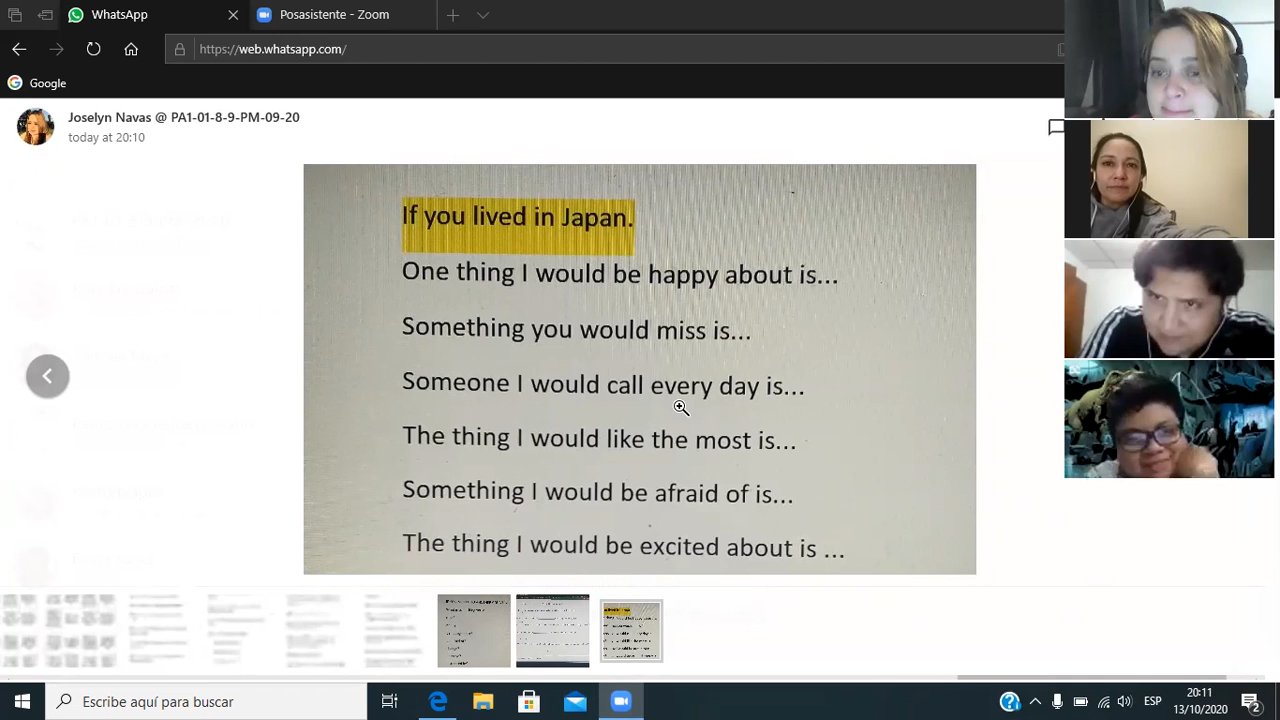 WhatsApp
Posasistente - Zoom
https://web.whatsapp.com/
Google
Joselyn Navas @ PA1-01-8-9-PM-09-20
today at 20:10
If you lived in Japan.
One thing I would be happy about is...
Something you would miss is...
Someone I would call every day is...
The thing I would like the most is...
Something I would be afraid of is...
The thing I would be excited about is ...
Escribe aquí para buscar
ESP
20:11
13/10/2020
2